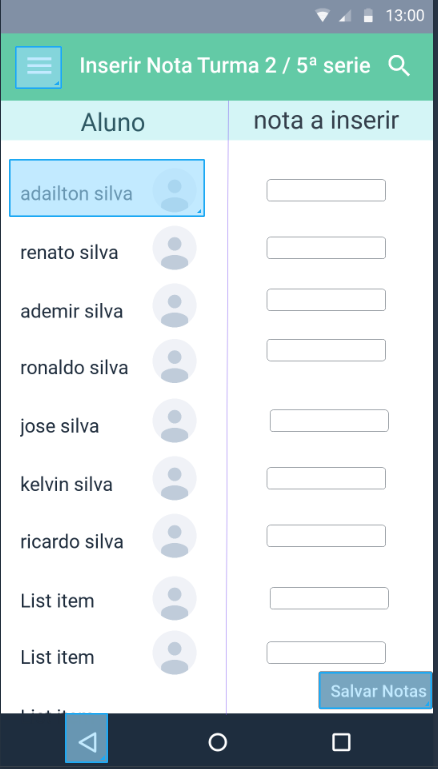 13:00
Inserir Nota Turma 2 / 5ª serie
Aluno
nota a inserir
adailton silva
renato silva
ademir silva
ronaldo silva
jose silva
kelvin silva
ricardo silva
List item
List item
Salvar Notas